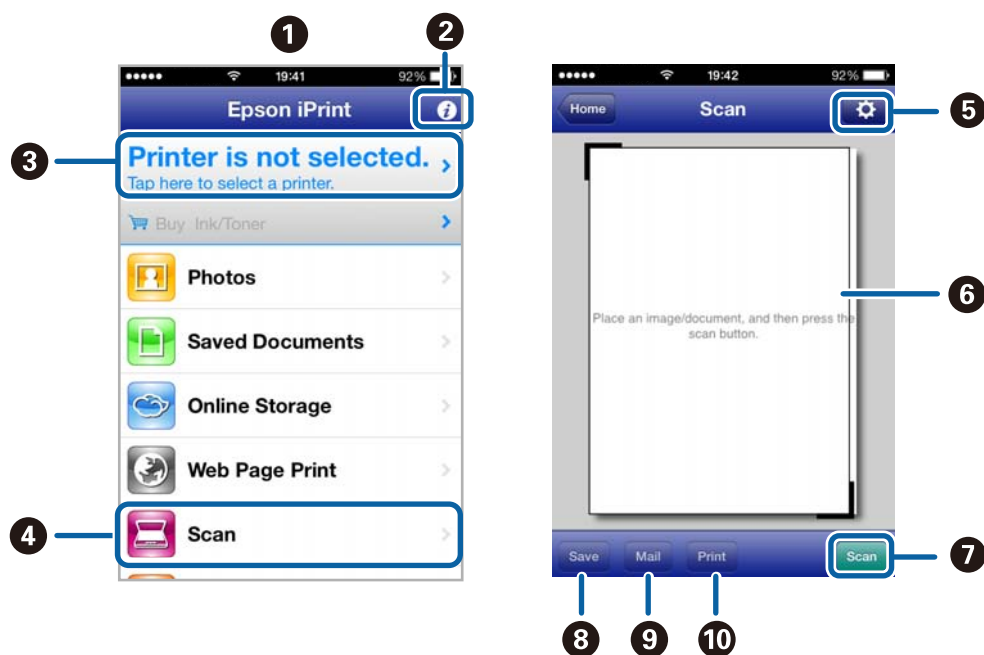 1
2
19:41
92%
Epson iPrint
3
Printer is not selected.
Tap here to select a printer.
Buy Ink/Toner
Photos
Saved Documents
Online Storage
Web Page Print
4
Scan
19:42
92%
Home
Scan
5
Place an image/document, and then press the
scan button.
6
Save
Mail
Print
Scan
7
8
9
10